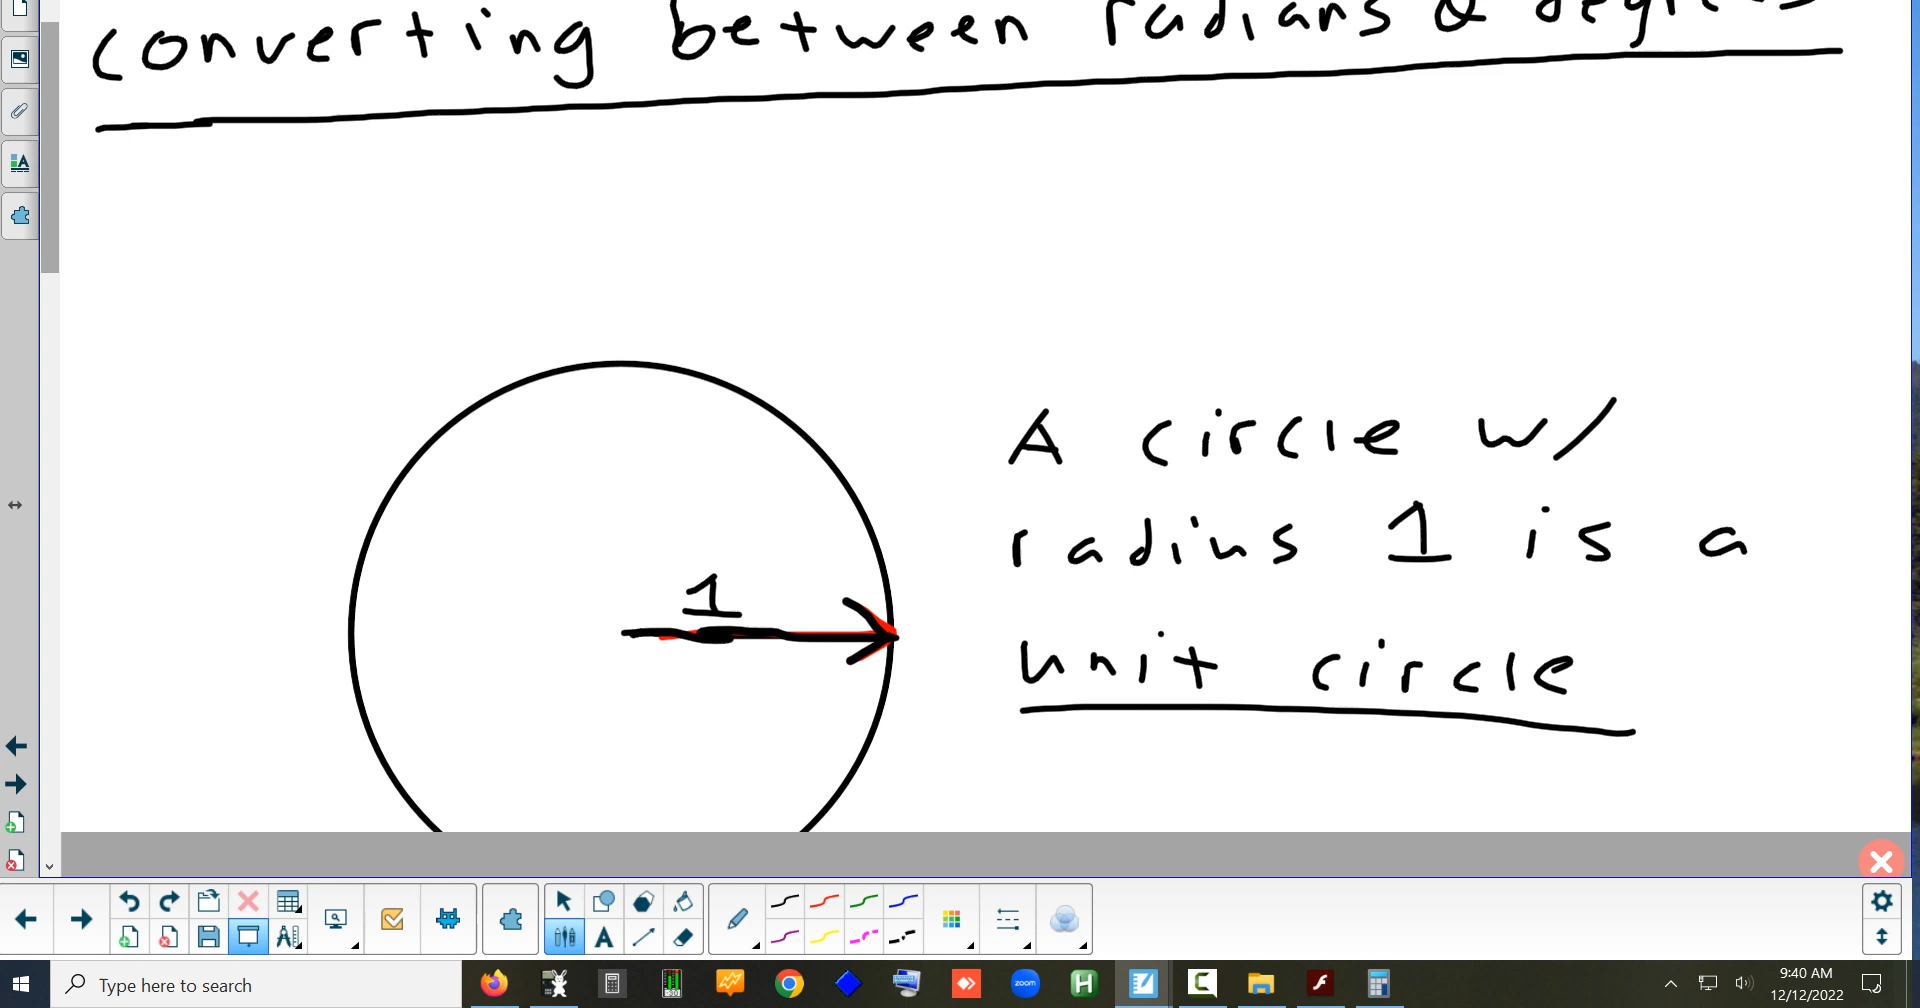 converting between radians & degrees
1
A circle w/
radius 1 is a
unit circle
Type here to search
zoom
9:40 AM
12/12/2022